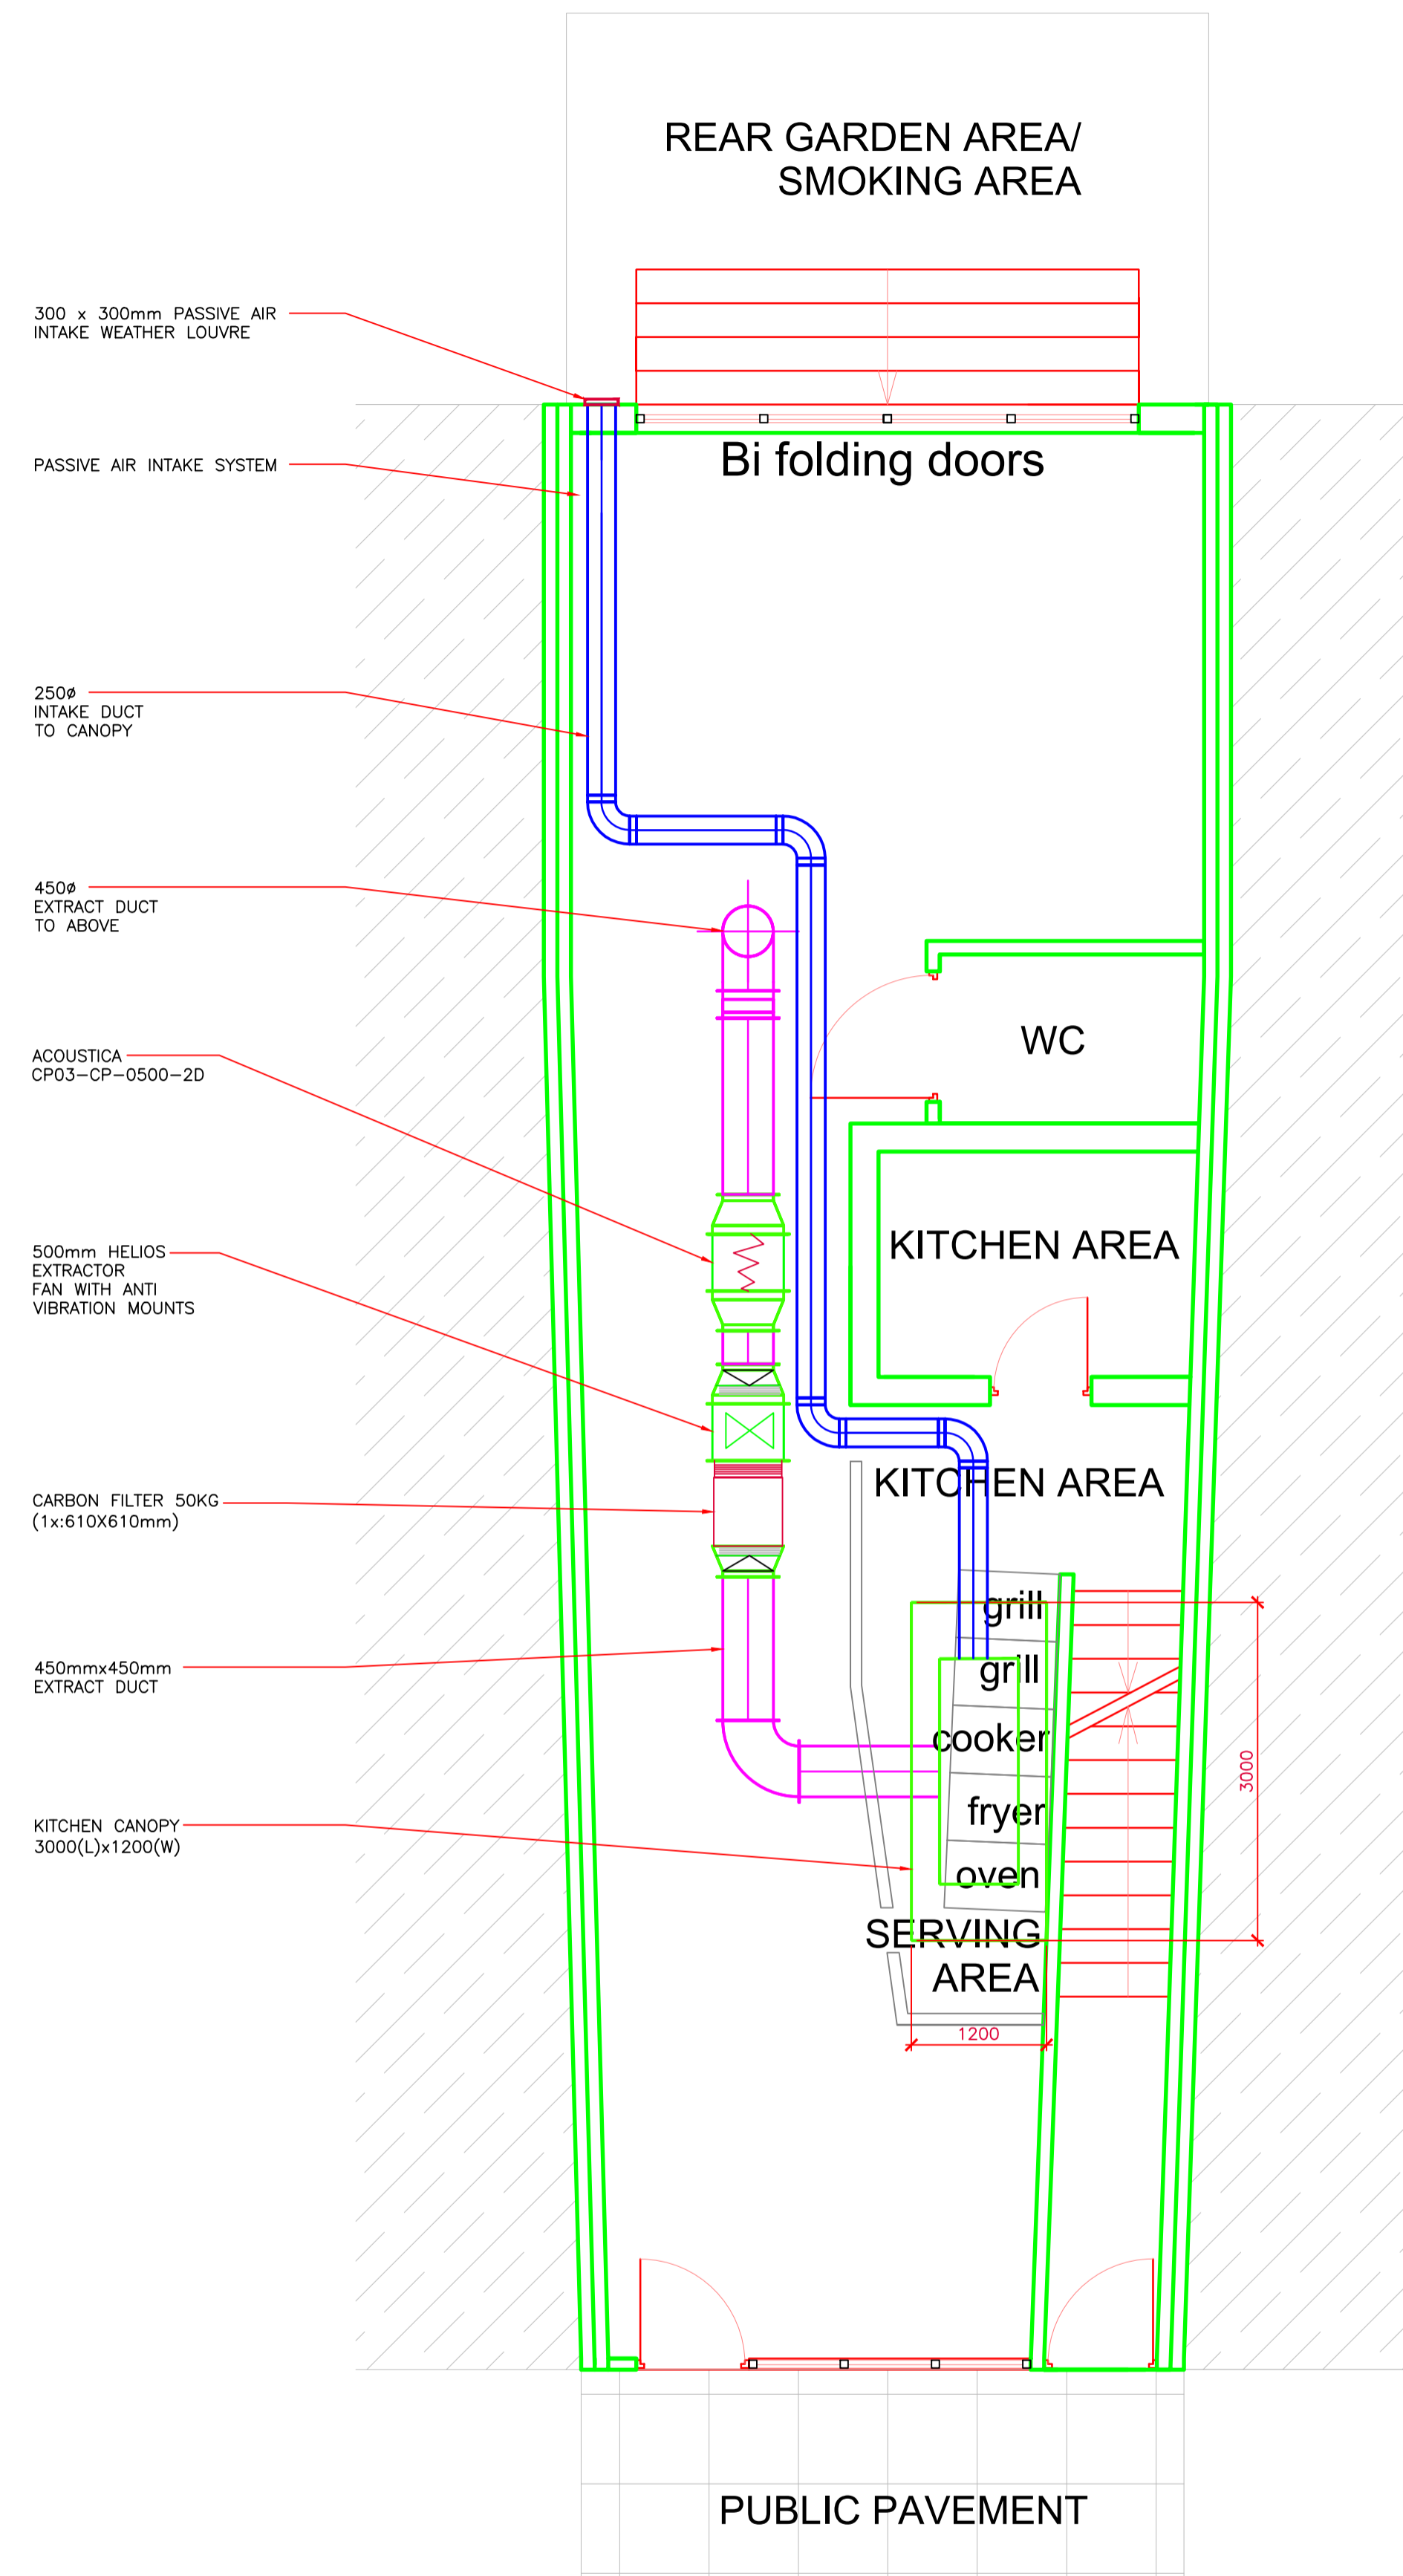 REAR GARDEN AREA/
SMOKING AREA
300 x 300mm PASSIVE AIR
INTAKE WEATHER LOUVRE
Bi folding doors
PASSIVE AIR INTAKE SYSTEM
250ø
INTAKE DUCT
TO CANOPY
450ø
EXTRACT DUCT
TO ABOVE
WC
ACOUSTICA
CP03-CP-0500-2D
KITCHEN AREA
500mm HELIOS
EXTRACTOR
FAN WITH ANTI
VIBRATION MOUNTS
KITCHEN AREA
CARBON FILTER 50KG
(1x:610X610mm)
grill
grill
450mmx450mm
EXTRACT DUCT
cooker
3000
fryer
KITCHEN CANOPY
3000(L)x1200(W)
oven
SERVING
AREA
1200
PUBLIC PAVEMENT